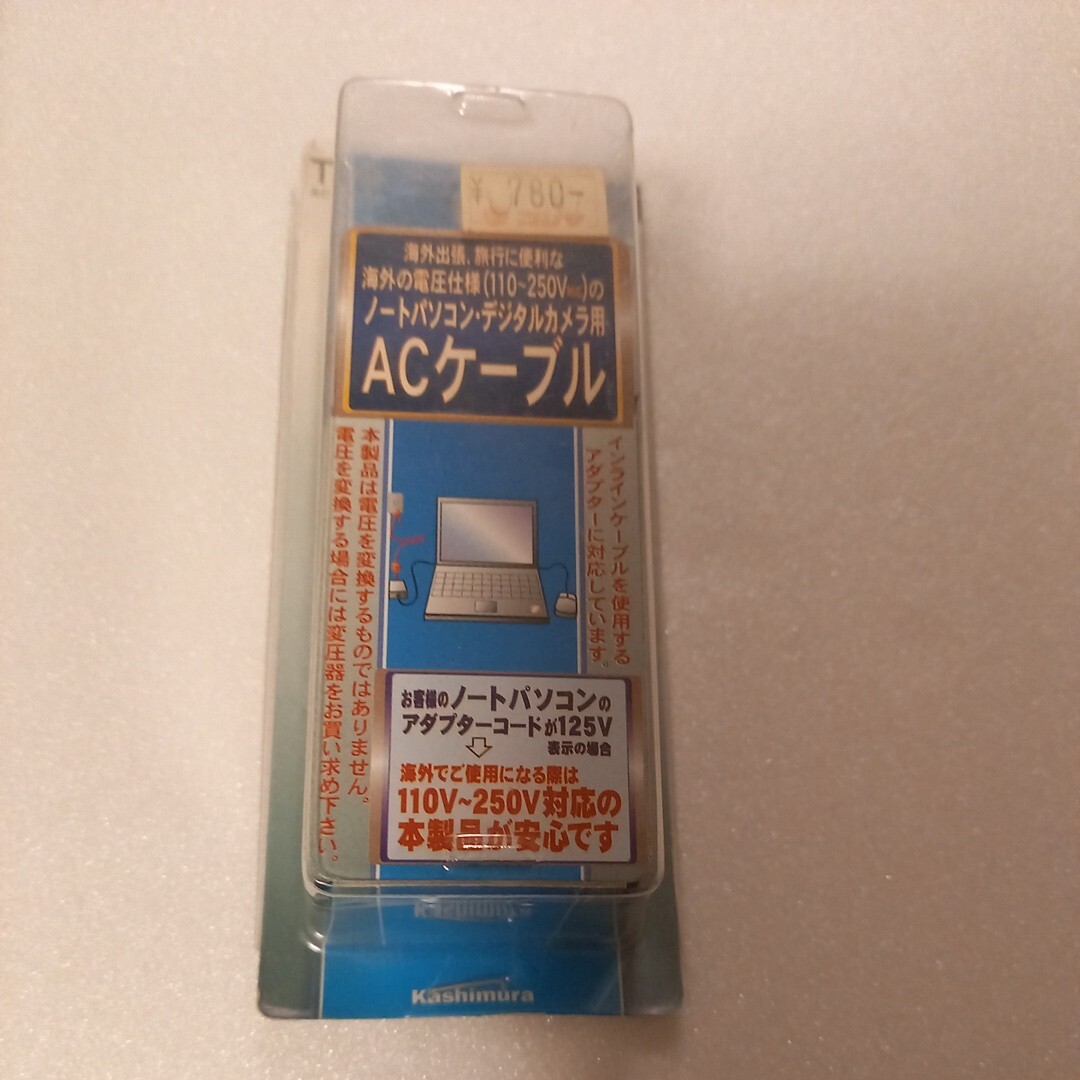 T
¥ 780-
海外出張、旅行に便利な
海外の電圧仕様(110~250V)の
ノートパソコン・デジタルカメラ用
ACケーブル
インラインケーブルを使用する
アダプターに対応しています。
本製品は電圧を変換するものではありません。
電圧を変換する場合には変圧器をお買い求め下さい。
お客様のノートパソコンの
アダプターコードが125V
表示の場合
海外でご使用になる際は
110V~250V対応の
本製品が安心です
Kashimura